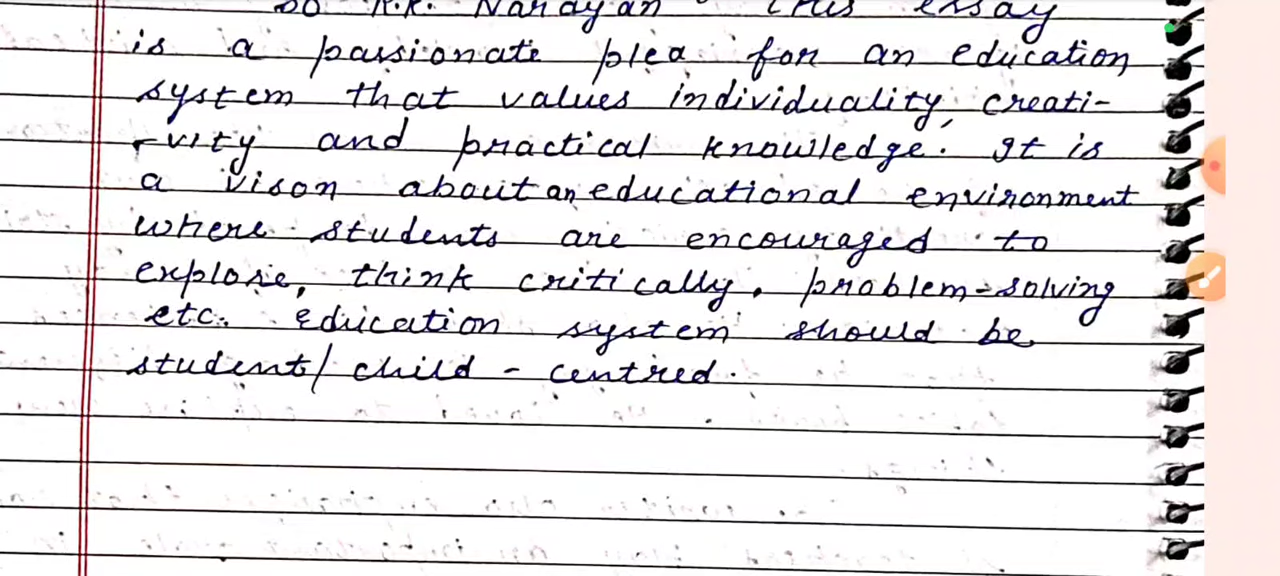 So R.K. Narayan this essay
is a passionate plea for an education
system that values individuality, creati-
-vity and practical knowledge. It is
a vison about an educational environment
where students are encouraged to
explore, think critically, problem-solving
etc. education system should be
student/child-centred.